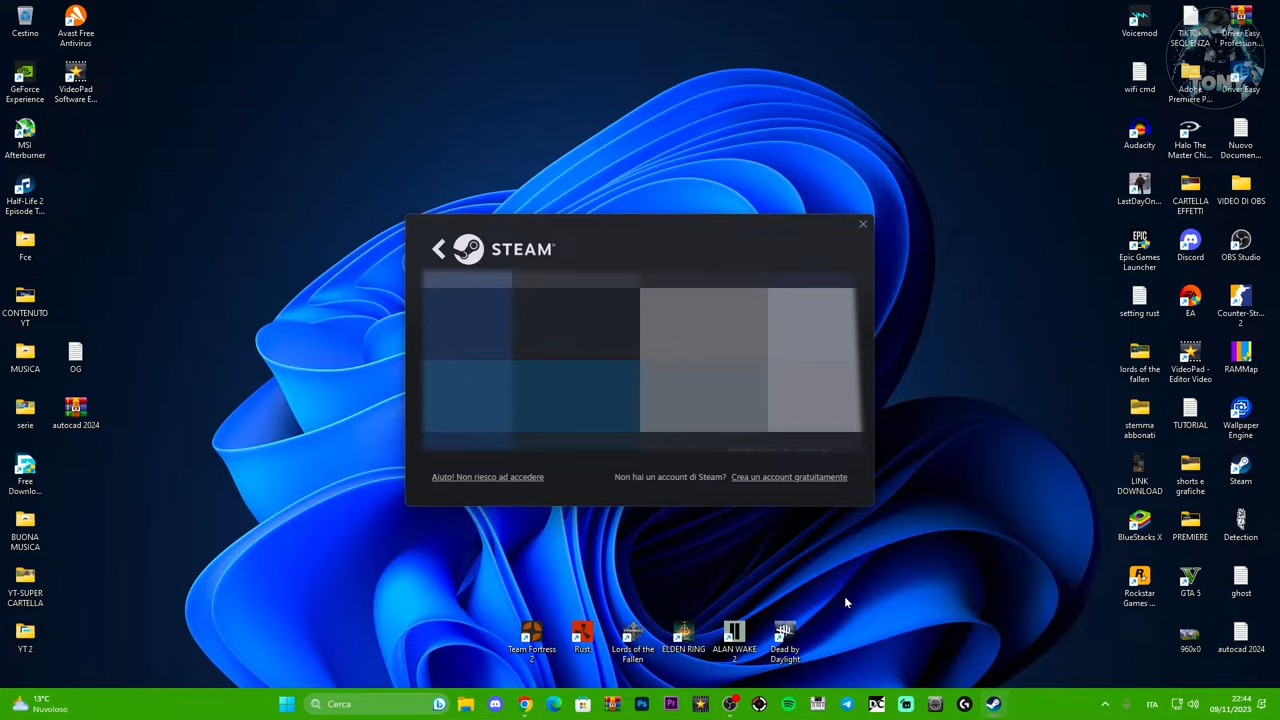 Cestino
Avast Free
Antivirus
GeForce
Experience
VideoPad
Software E...
MSI
Afterburner
Half-Life 2
Episode T...
Fce
CONTENUTO
YT
MUSICA
OG
serie
autocad 2024
Free
Downlo...
BUONA
MUSICA
YT-SUPER
CARTELLA
YT 2
STEAM
Aiuto! Non riesco ad accedere
Non hai un account di Steam? Crea un account gratuitamente
Team Fortress
2
Rust
Lords of the
Fallen
ELDEN RING
ALAN WAKE
2
Dead by
Daylight
Voicemod
TIKTOK
SEQUENZA
Driver Easy
Profession...
TONY
wifi cmd
Adobe
Premiere P...
Driver Easy
Audacity
Halo The
Master Chi...
Nuovo
Documen...
LastDayOn...
CARTELLA
EFFETTI
VIDEO DI OBS
Epic Games
Launcher
Discord
OBS Studio
setting rust
EA
Counter-Str...
2
lords of the
fallen
VideoPad -
Editor Video
RAMMap
stemma
abbonati
TUTORIAL
Wallpaper
Engine
LINK
DOWNLOAD
shorts e
grafiche
Steam
BlueStacks X
PREMIERE
Detection
Rockstar
Games ...
GTA 5
ghost
960x0
autocad 2024
13°C
Nuvoloso
Cerca
ITA
22:44
09/11/2023